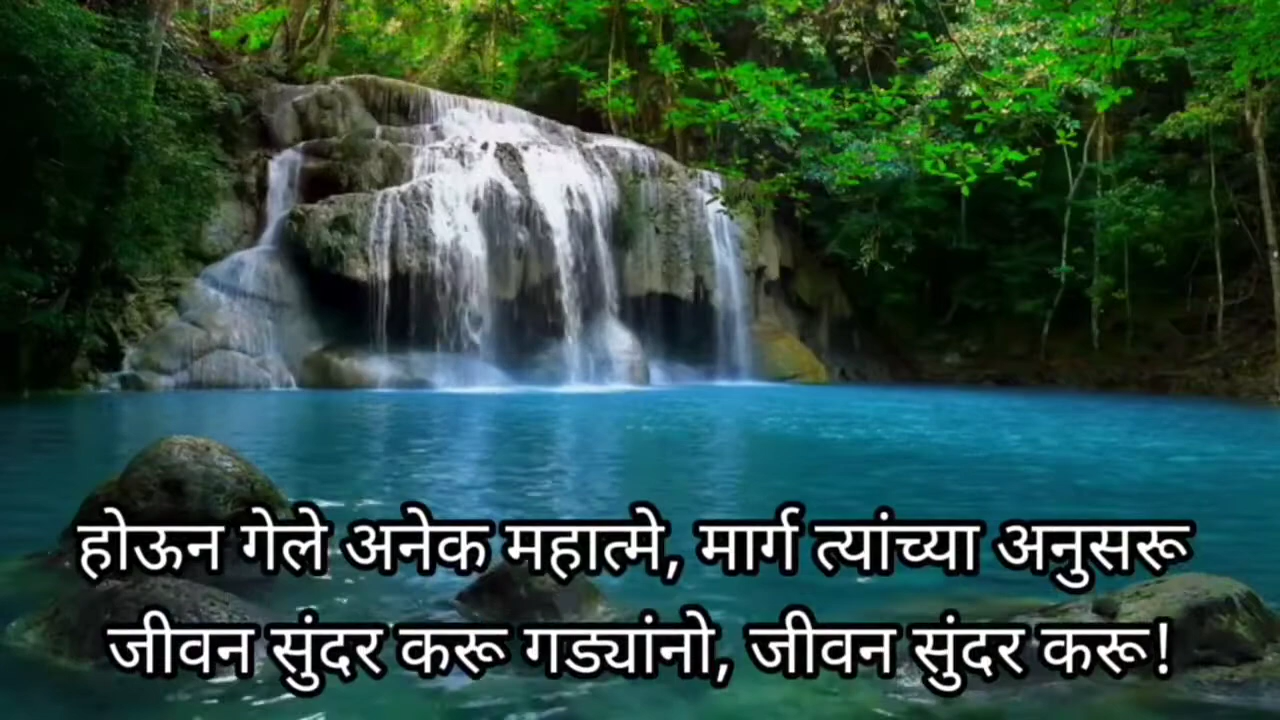 होऊन गेले अनेक महात्मे, मार्ग त्यांच्या अनुसरू
जीवन सुंदर करू गड्यांनो, जीवन सुंदर करू!